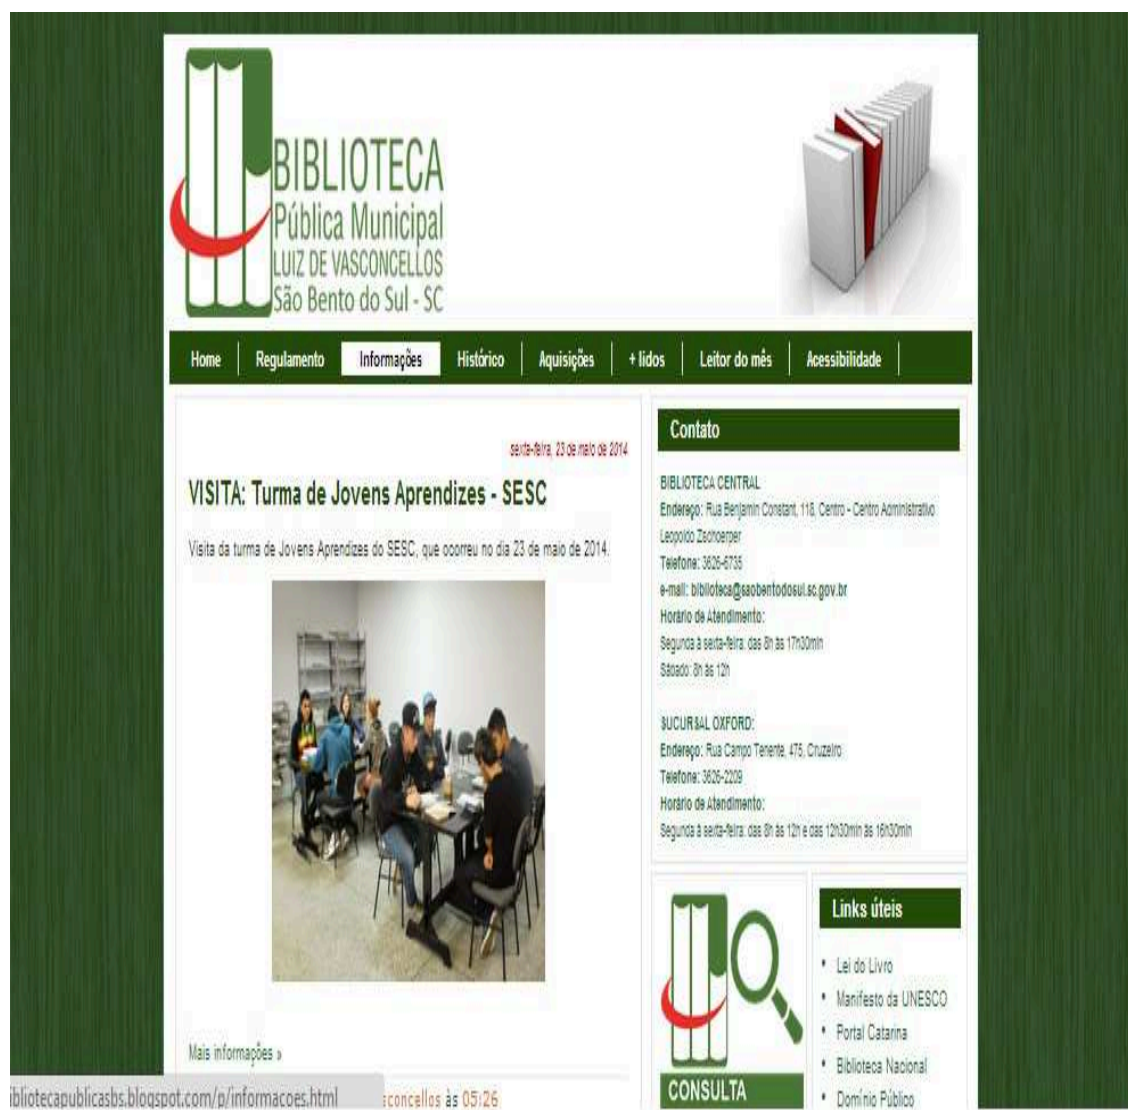 BIBLIOTECA
Pública Municipal
LUIZ DE VASCONCELLOS
São Bento do Sul - SC
Home
Regulamento
Informações
Histórico
Aquisições
+ lidos
Leitor do mês
Acessibilidade
sexta-feira, 23 de maio de 2014
VISITA: Turma de Jovens Aprendizes - SESC
Visita da turma de Jovens Aprendizes do SESC, que ocorreu no dia 23 de maio de 2014.
Mais informações »
sconcellos às 05:26
bliotecapublicasbs.blogspot.com/p/informacoes.html
Contato
BIBLIOTECA CENTRAL
Endereço: Rua Benjamin Constant, 118, Centro - Centro Administrativo
Leopoldo Zschoerper
Telefone: 3626-6735
e-mail: biblioteca@saobentodosul.sc.gov.br
Horário de Atendimento:
Segunda à sexta-feira: das 8h às 17h30min
Sábado: 8h às 12h
SUCURSAL OXFORD:
Endereço: Rua Campo Tenente, 475, Cruzeiro
Telefone: 3626-2209
Horário de Atendimento:
Segunda à sexta-feira: das 8h às 12h e das 12h30min às 16h30min
CONSULTA
Links úteis
• Lei do Livro
• Manifesto da UNESCO
• Portal Catarina
• Biblioteca Nacional
• Domínio Público